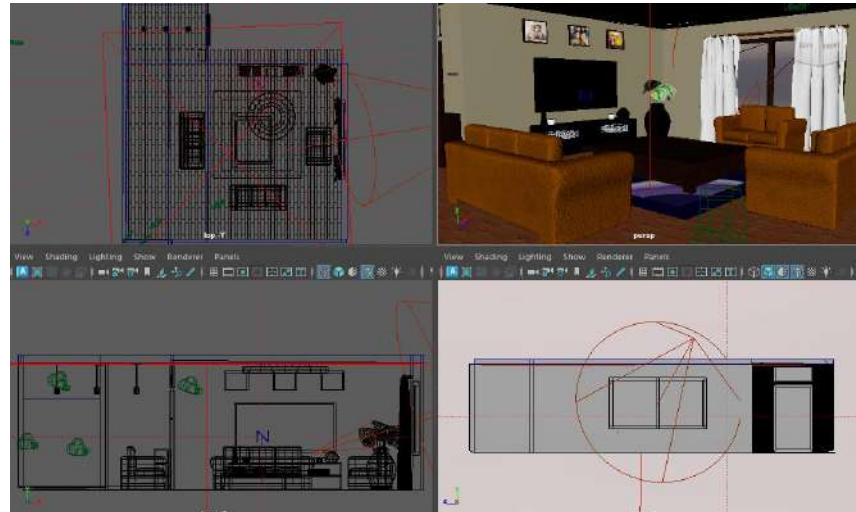 top -Y
persp
View Shading Lighting Show Renderer Panels
View Shading Lighting Show Renderer Panels
N